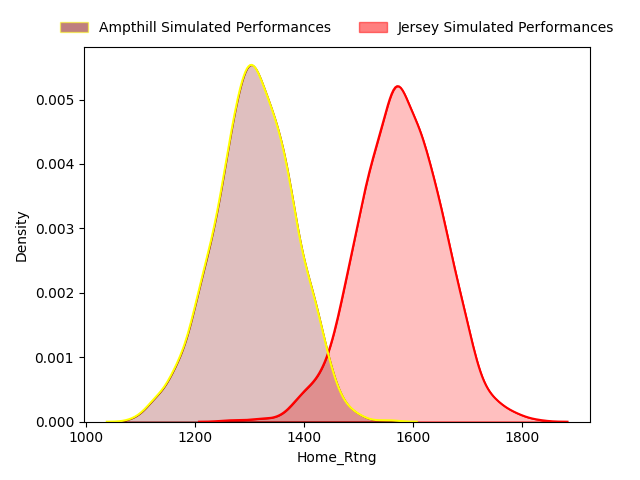 Ampthill Simulated Performances Jersey Simulated Performances
0.005
0.004
0.003
0.002
0.001
0.000
Density
1000 1200 1400 1600 1800
Home_Rtng